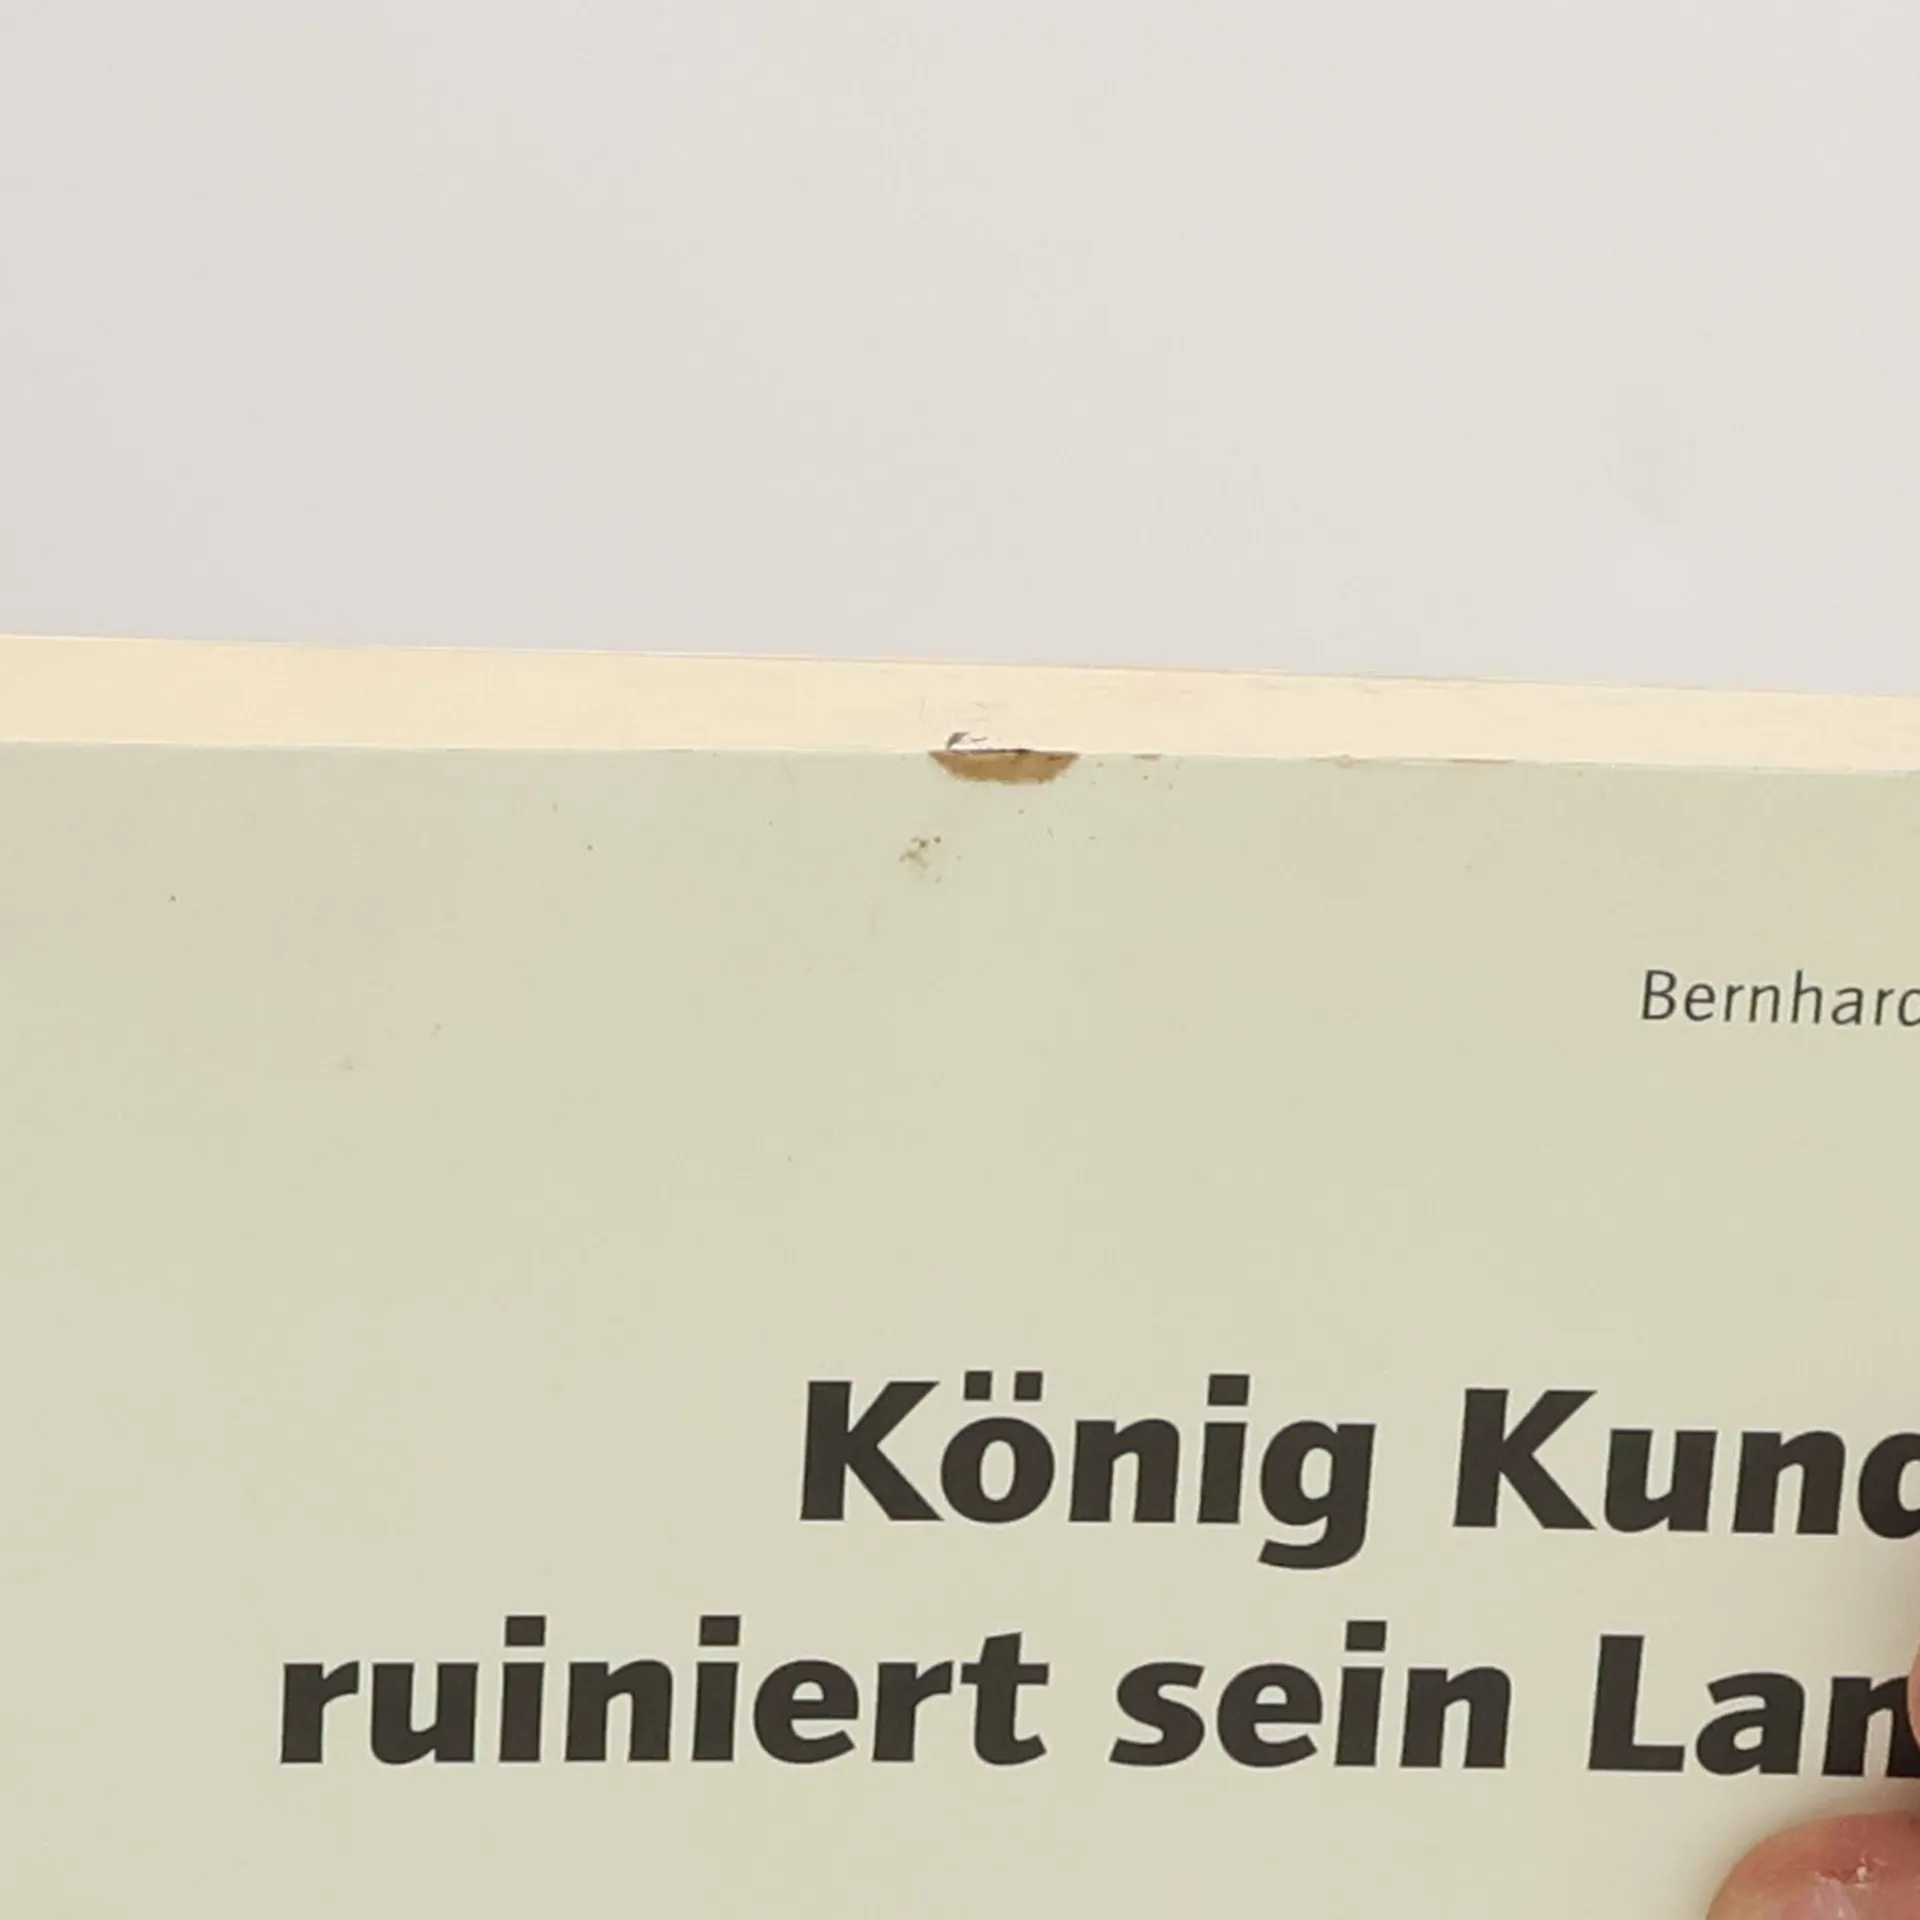 Bernhard
König Kund
ruiniert sein Lan